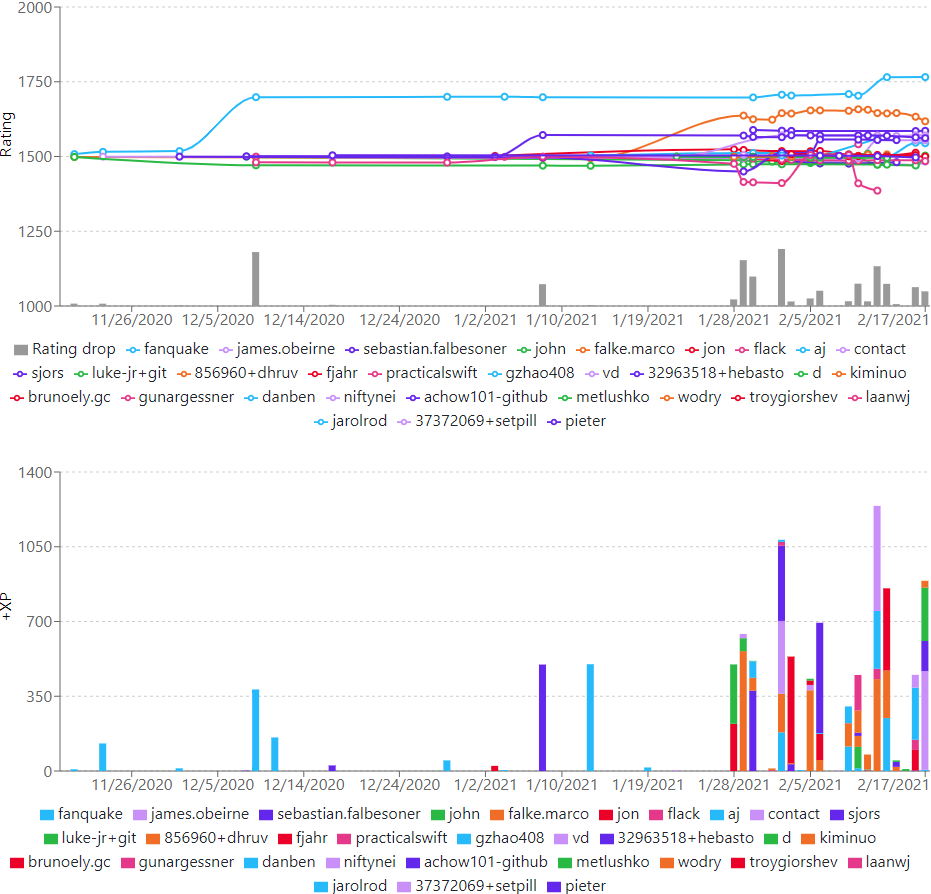 2000
1750
1500
1250
1000
Rating
11/26/2020 12/5/2020 12/14/2020 12/24/2020 1/2/2021 1/10/2021 1/19/2021 1/28/2021 2/5/2021 2/17/2021
Rating drop fanquake james.obeirne sebastian.falbesoner john falke.marco jon flack aj contact
sjors luke-jr+git 856960+dhruv fjahr practicalswift gzhao408 vd 32963518+hebasto d kiminuo
brunoely.gc gunargessner danben niftynei achow101-github metlushko wodry troygiorshev laanwj
jarolrod 37372069+setpill pieter
1400
1050
700
350
0
+XP
11/26/2020 12/5/2020 12/14/2020 12/24/2020 1/2/2021 1/10/2021 1/19/2021 1/28/2021 2/5/2021 2/17/2021
fanquake james.obeirne sebastian.falbesoner john falke.marco jon flack aj contact sjors
luke-jr+git 856960+dhruv fjahr practicalswift gzhao408 vd 32963518+hebasto d kiminuo
brunoely.gc gunargessner danben niftynei achow101-github metlushko wodry troygiorshev laanwj
jarolrod 37372069+setpill pieter